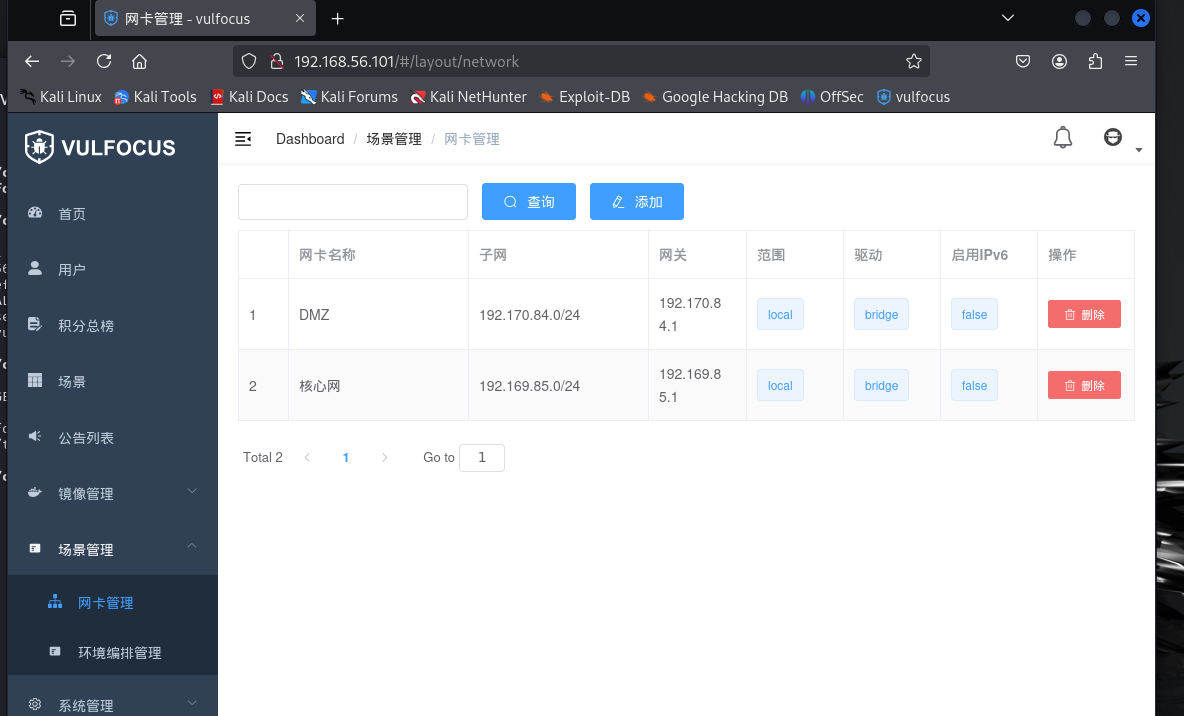 网卡管理 - vulfocus
192.168.56.101/#/layout/network
Kali Linux Kali Tools Kali Docs Kali Forums Kali NetHunter Exploit-DB Google Hacking DB OffSec vulfocus
VULFOCUS
首页
用户
积分总榜
场景
公告列表
镜像管理
场景管理
网卡管理
环境编排管理
系统管理
Dashboard / 场景管理 / 网卡管理
查询 添加
网卡名称 子网 网关 范围 驱动 启用IPv6 操作
1 DMZ 192.170.84.0/24 192.170.8
4.1 local bridge false 删除
2 核心网 192.169.85.0/24 192.169.8
5.1 local bridge false 删除
Total 2 1 Go to 1